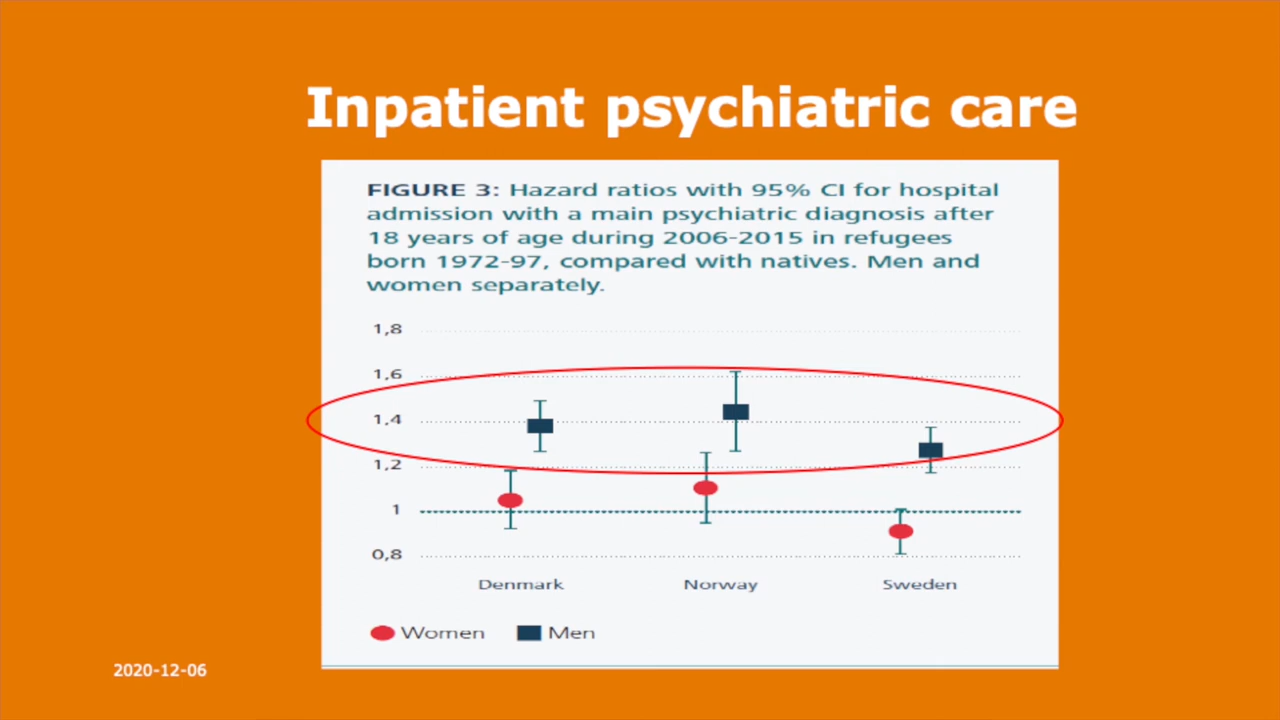 Inpatient psychiatric care
FIGURE 3: Hazard ratios with 95% CI for hospital
admission with a main psychiatric diagnosis after
18 years of age during 2006-2015 in refugees
born 1972-97, compared with natives. Men and
women separately.
1,8
1,6
1,4
1,2
1
0,8
Denmark Norway Sweden
Women Men
2020-12-06